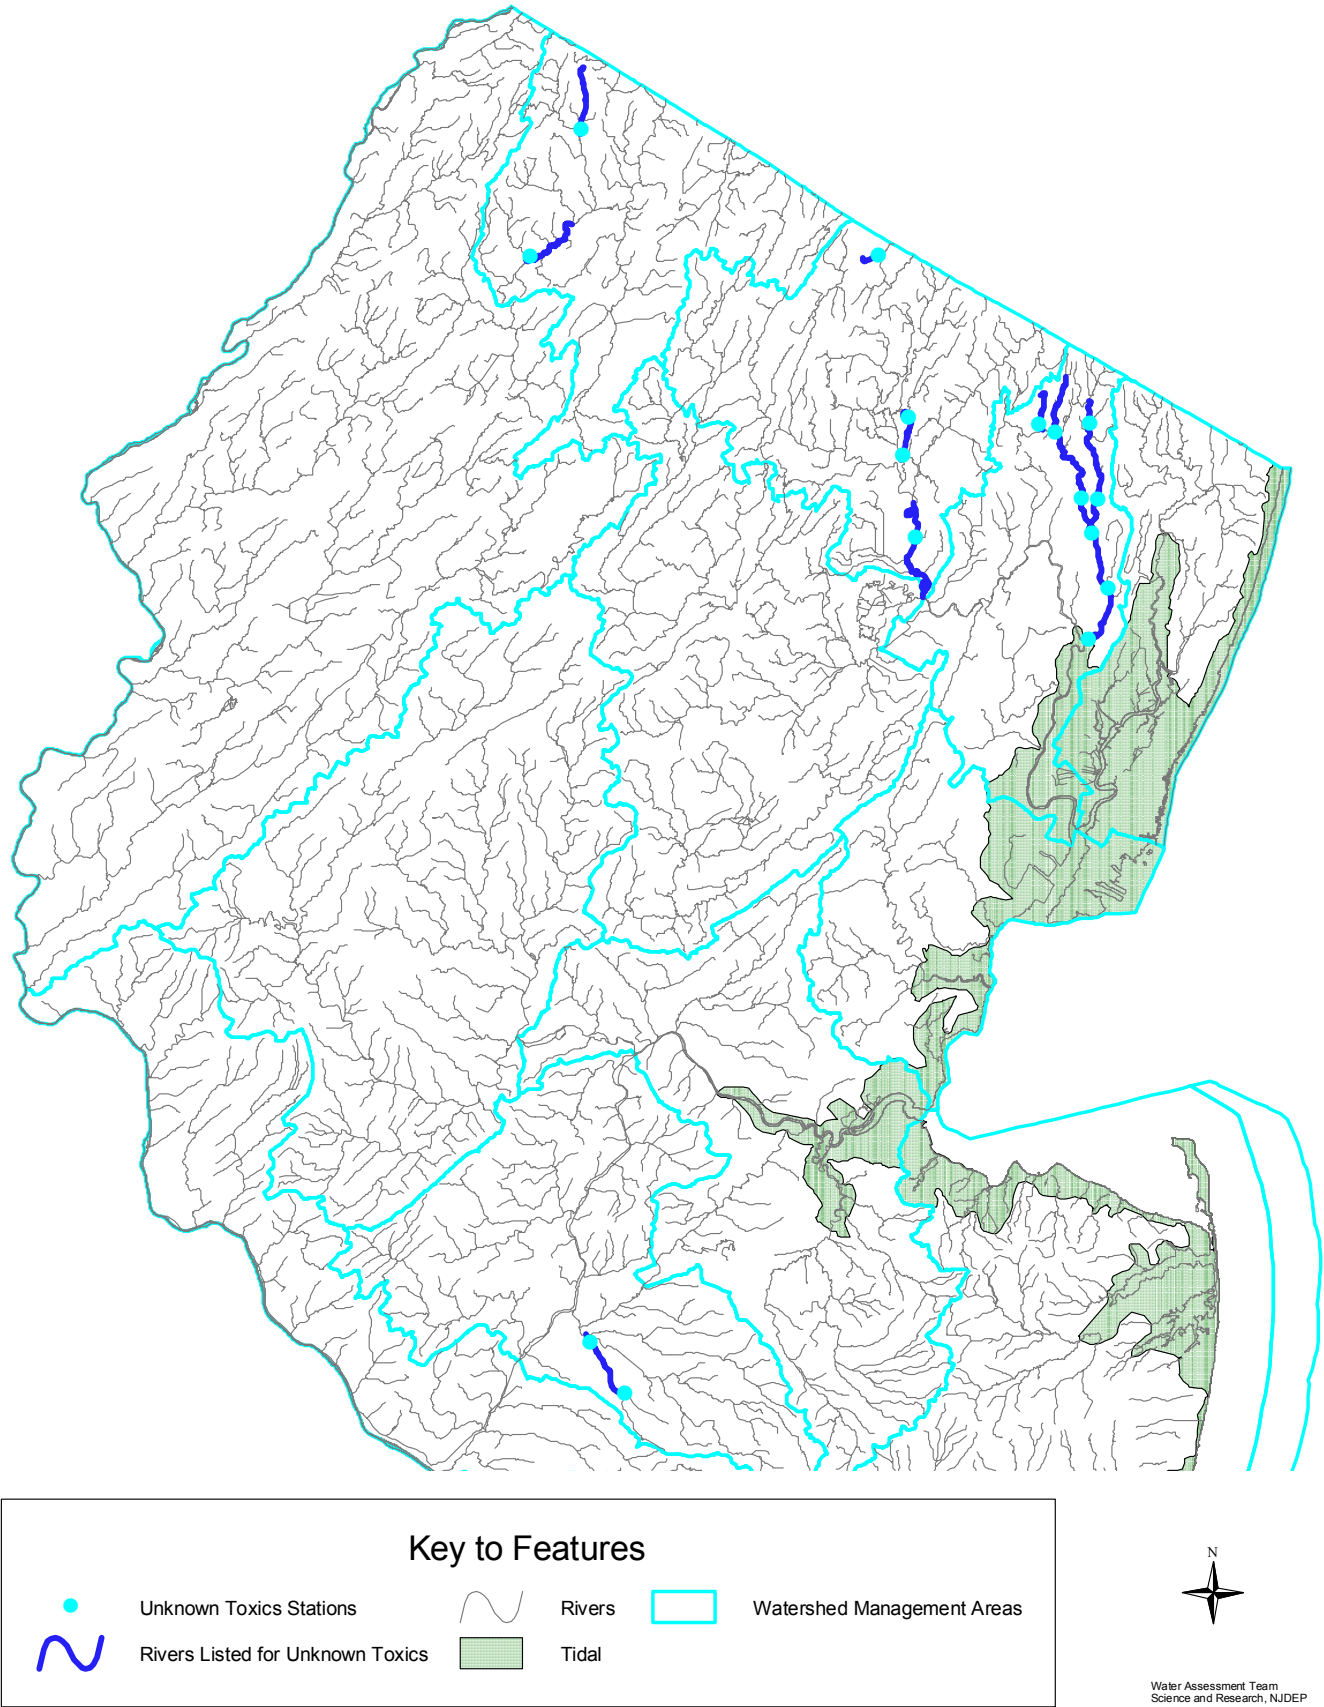 Key to Features
Unknown Toxics Stations
Rivers
Watershed Management Areas
Rivers Listed for Unknown Toxics
Tidal
N
Water Assessment Team
Science and Research, NJDEP